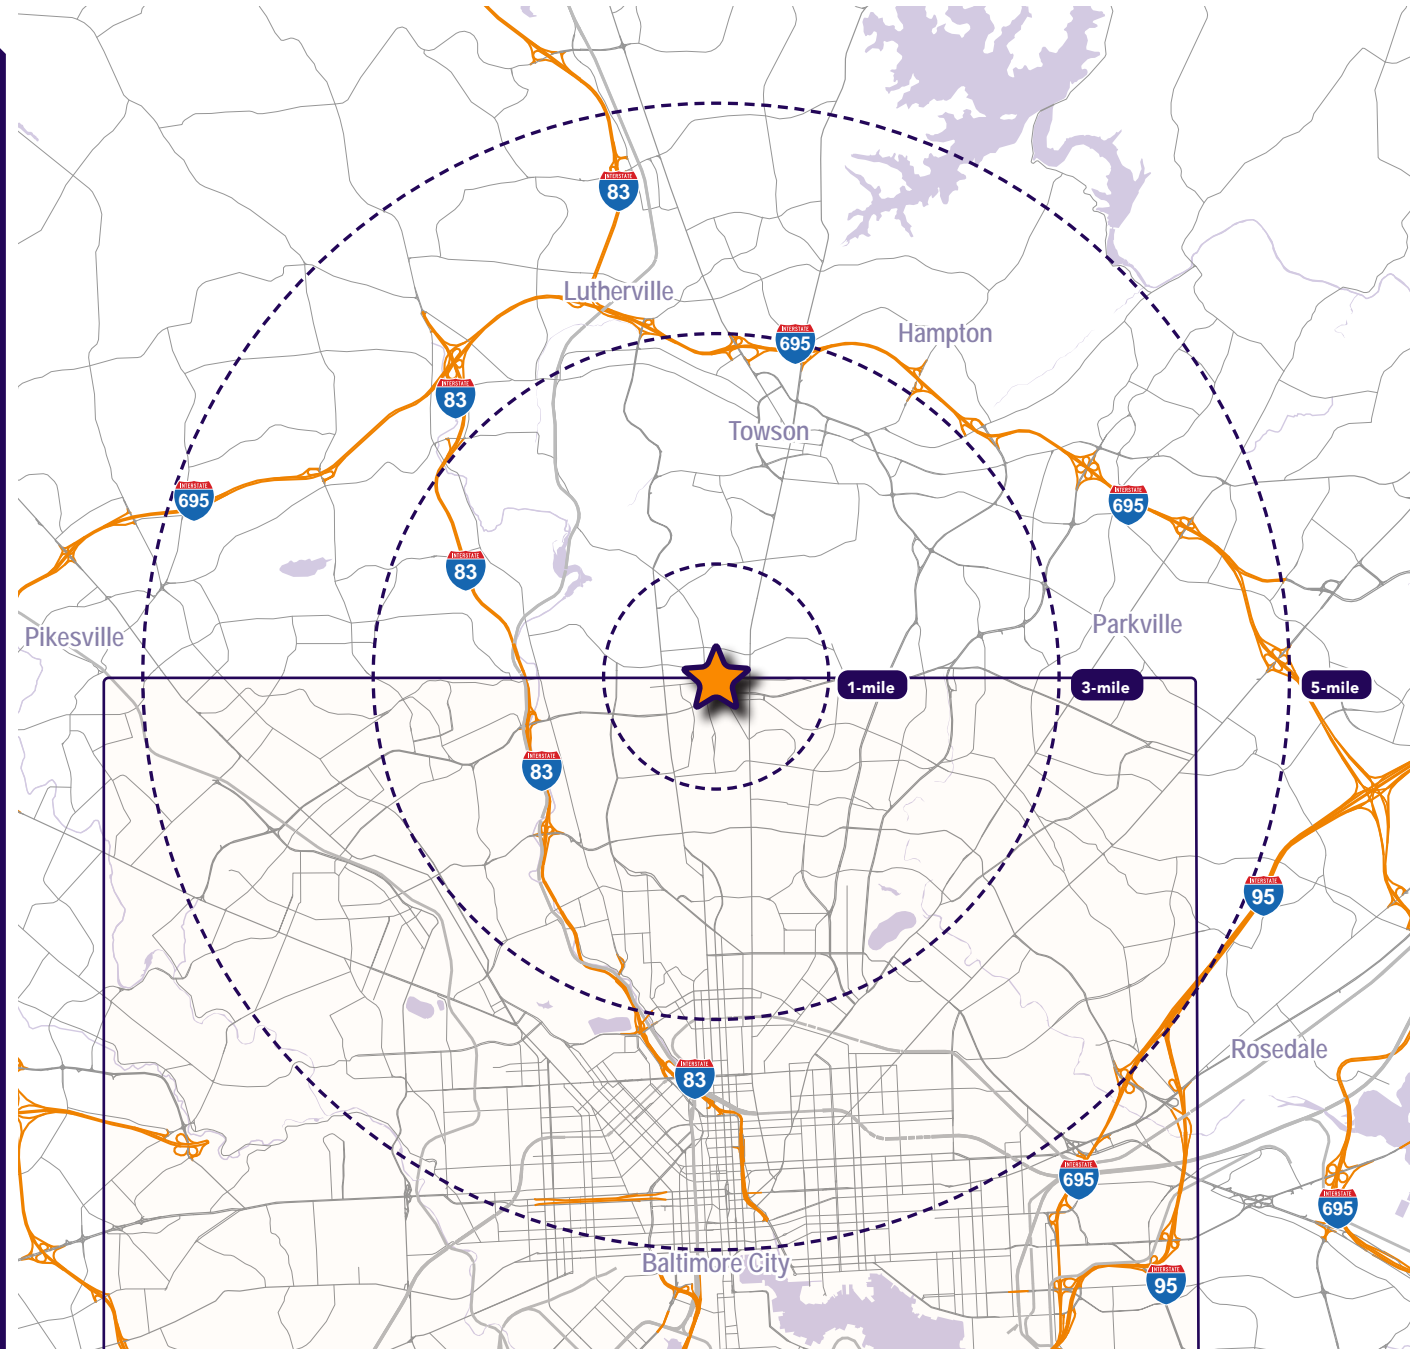 INTERSTATE
83
Lutherville
INTERSTATE
695
Hampton
INTERSTATE
83
Towson
INTERSTATE
695
INTERSTATE
695
INTERSTATE
83
Parkville
Pikesville
1-mile
3-mile
5-mile
INTERSTATE
83
INTERSTATE
95
Rosedale
INTERSTATE
83
INTERSTATE
695
INTERSTATE
695
Baltimore City
INTERSTATE
95